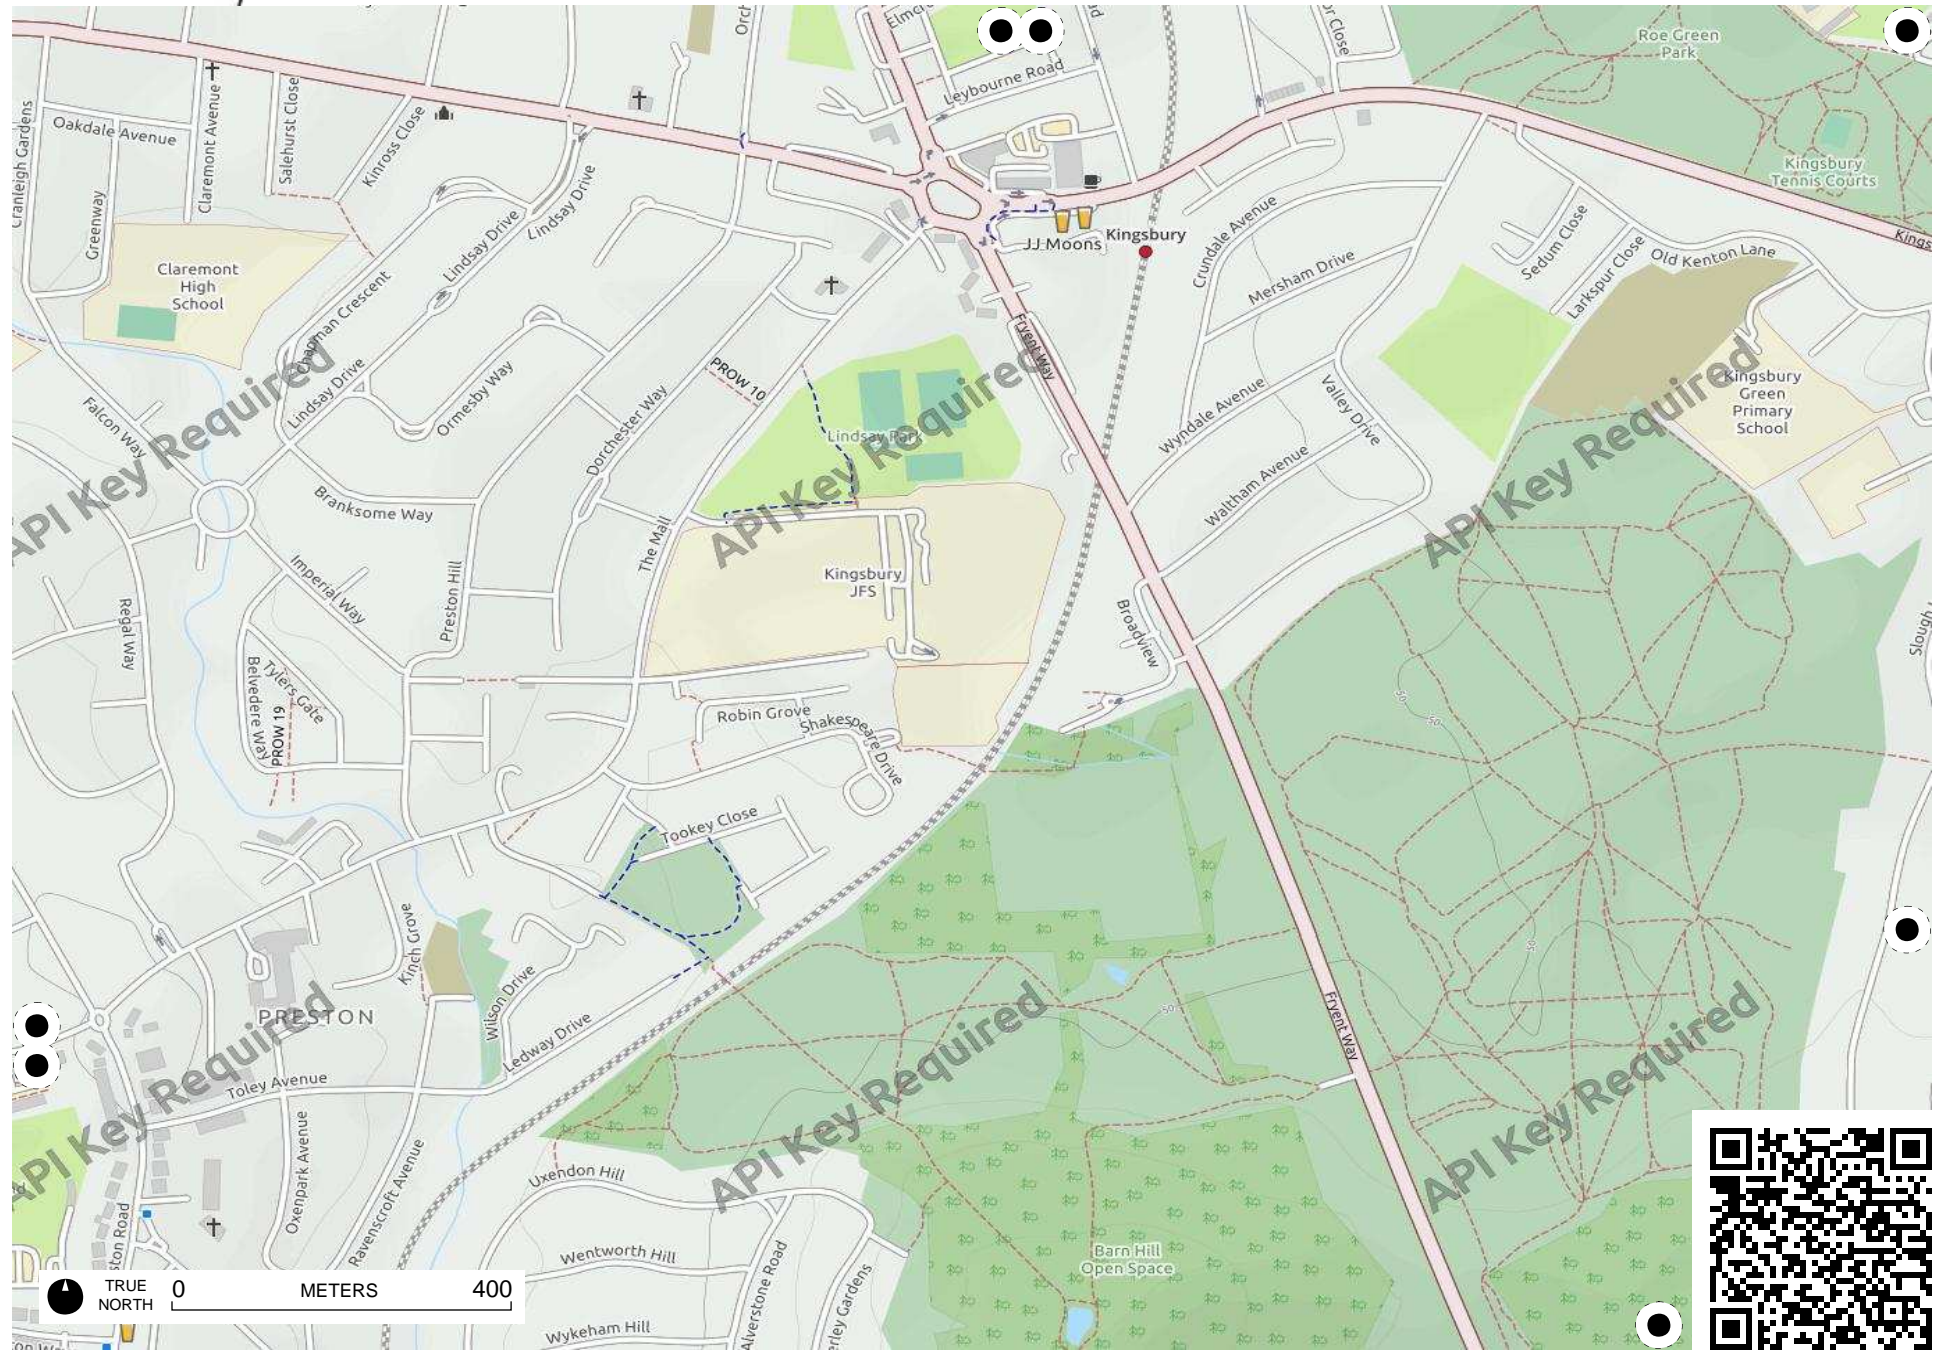 Leybourne Road
Roe Green
Park
Oakdale Avenue
Claremont Avenue
Salehurst Close
Kinross Close
Cranleigh Gardens
Greenway
Kingsbury
Tennis Courts
Lindsay Drive
Lindsay Drive
Claremont
High
School
Chapman Crescent
JJ Moons
Kingsbury
Crundale Avenue
Mersham Drive
Sedum Close
Larkspur Close
Old Kenton Lane
Fryent Way
API Key Required
API Key Required
API Key Required
Falcon Way
Lindsay Drive
Ormesby Way
Dorchester Way
PROW 10
Lindsay Park
Wyndale Avenue
Valley Drive
Waltham Avenue
Kingsbury
Green
Primary
School
Branksome Way
Imperial Way
The Mall
Preston Hill
Kingsbury
JFS
Regal Way
Broadview
Belvedere Way
Tylers Gate
PROW 19
Robin Grove
Shakespeare Drive
50
50
Tookey Close
Kinch Grove
PRESTON
Wilson Drive
Ledway Drive
50
50
Fryent Way
API Key Required
API Key Required
API Key Required
Toley Avenue
Oxenpark Avenue
Ravenscroft Avenue
Uxendon Hill
Wentworth Hill
Alverstone Road
Wykeham Hill
Barn Hill
Open Space
TRUE
NORTH
0 METERS 400